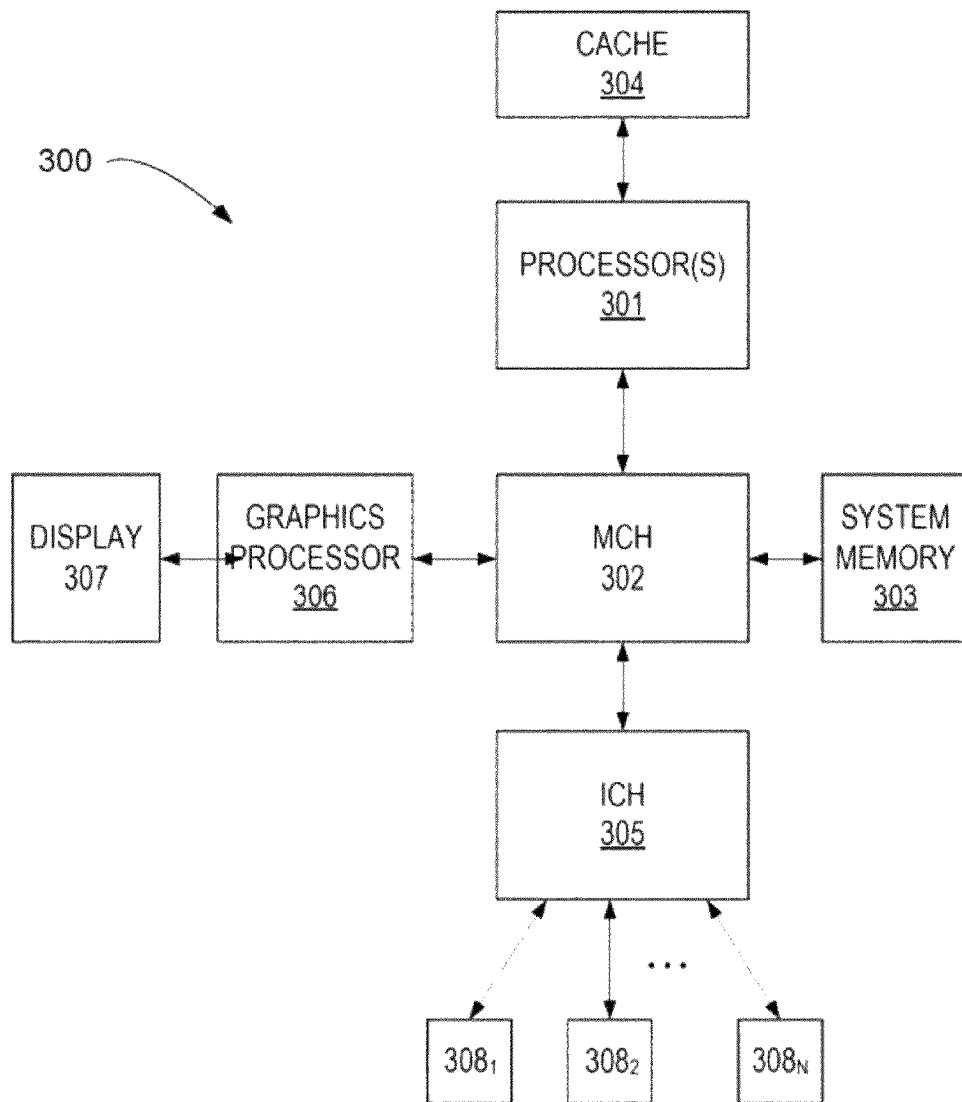 CACHE
304
300
PROCESSOR(S)
301
DISPLAY
307
GRAPHICS
PROCESSOR
306
MCH
302
SYSTEM
MEMORY
303
ICH
305
...
308₁
308₂
308N